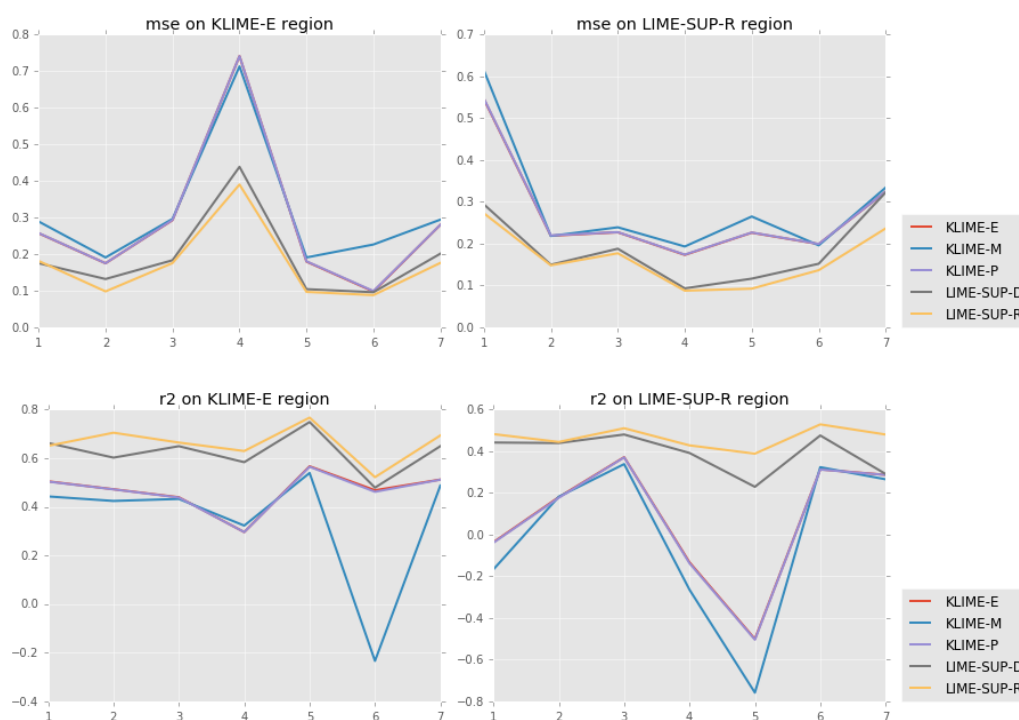 mse on KLIME-E region
0.8
0.7
0.6
0.5
0.4
0.3
0.2
0.1
0.0
1 2 3 4 5 6 7
mse on LIME-SUP-R region
0.7
0.6
0.5
0.4
0.3
0.2
0.1
0.0
1 2 3 4 5 6 7
KLIME-E
KLIME-M
KLIME-P
LIME-SUP-D
LIME-SUP-R
r2 on KLIME-E region
0.8
0.6
0.4
0.2
0.0
−0.2
−0.4
1 2 3 4 5 6 7
r2 on LIME-SUP-R region
0.6
0.4
0.2
0.0
−0.2
−0.4
−0.6
−0.8
1 2 3 4 5 6 7
KLIME-E
KLIME-M
KLIME-P
LIME-SUP-D
LIME-SUP-R